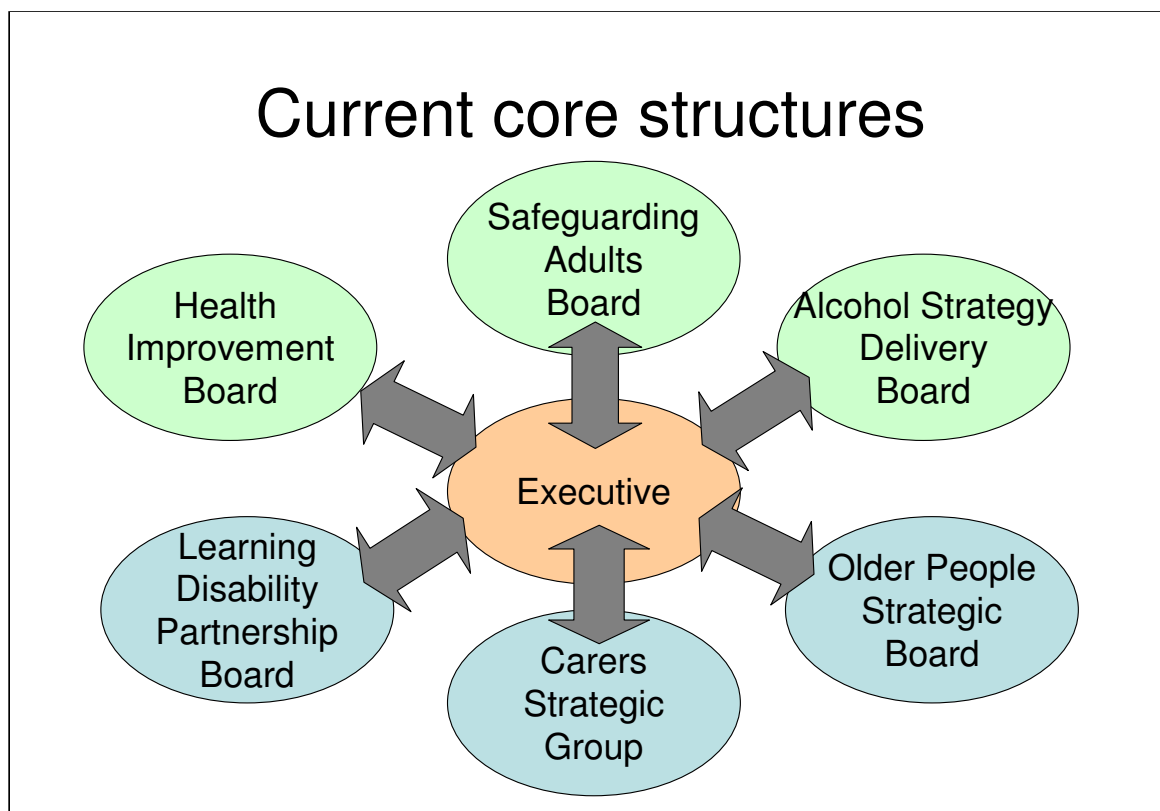 Current core structures
Safeguarding
Adults
Board
Health
Improvement
Board
Alcohol Strategy
Delivery
Board
Executive
Learning
Disability
Partnership
Board
Carers
Strategic
Group
Older People
Strategic
Board